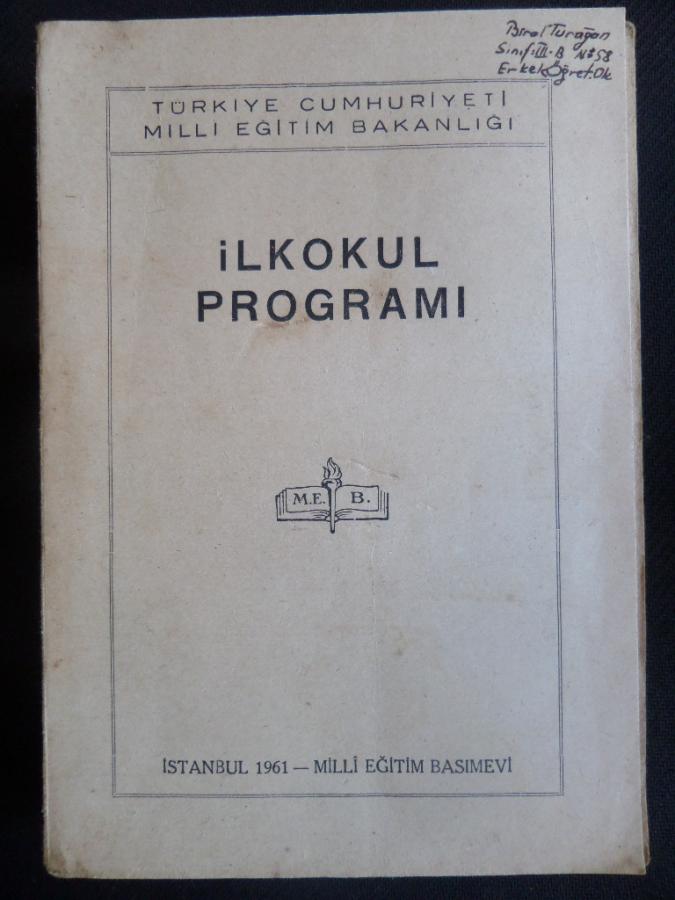 Birol Turağan
Sınıf: III-B No 58
Erkek Öğret. Ok
TÜRKİYE CUMHURİYETİ
MİLLİ EĞİTİM BAKANLIĞI
İLKOKUL
PROGRAMI
M.E. B.
İSTANBUL 1961 — MİLLÎ EĞİTİM BASIMEVİ